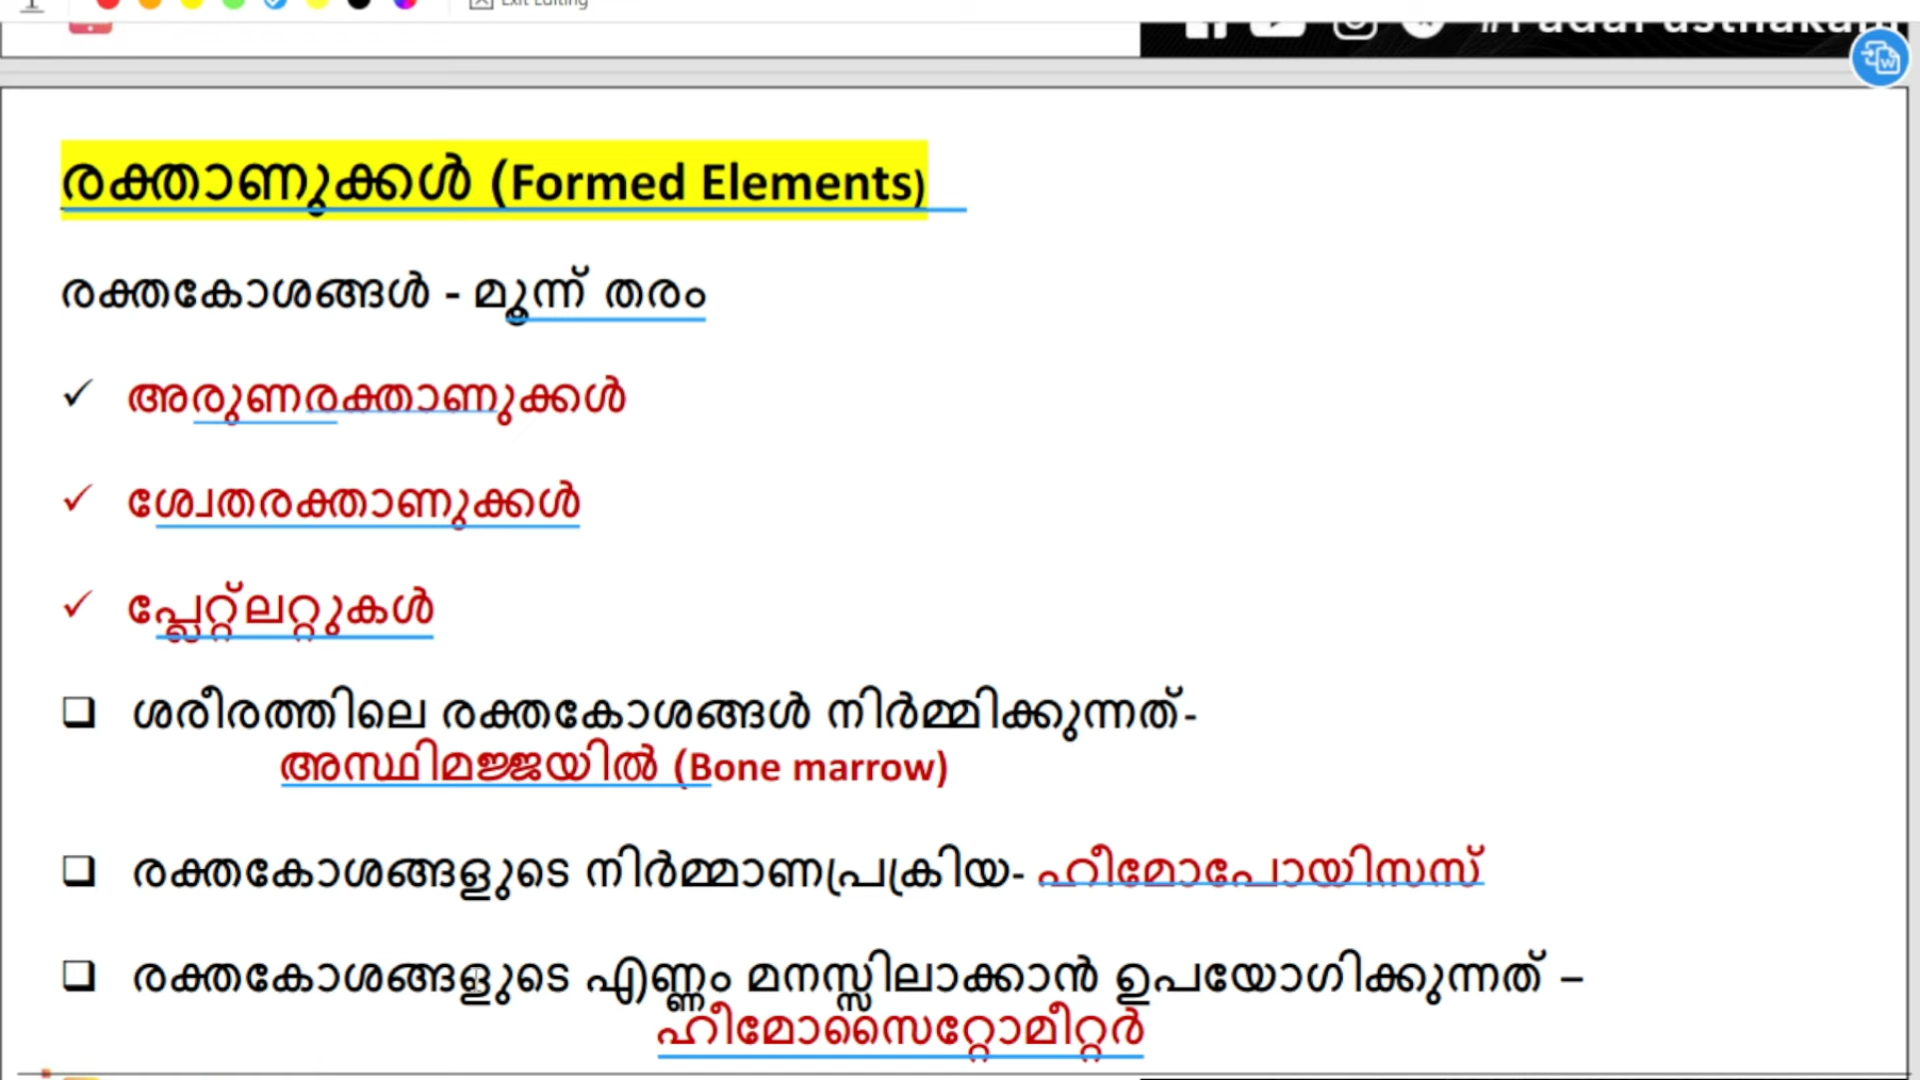 Exit Editing
രക്താണുക്കൾ (Formed Elements)
രക്തകോശങ്ങൾ - മൂന്ന് തരം
✓ അരുണരക്താണുക്കൾ
✓ ശ്വേതരക്താണുക്കൾ
✓ പ്ലേറ്റ്ലറ്റുകൾ
❑ ശരീരത്തിലെ രക്തകോശങ്ങൾ നിർമ്മിക്കുന്നത്-
അസ്ഥിമജ്ജയിൽ (Bone marrow)
❑ രക്തകോശങ്ങളുടെ നിർമ്മാണപ്രക്രിയ- ഹീമോപോയിസസ്
❑ രക്തകോശങ്ങളുടെ എണ്ണം മനസ്സിലാക്കാൻ ഉപയോഗിക്കുന്നത് –
ഹീമോസൈറ്റോമീറ്റർ